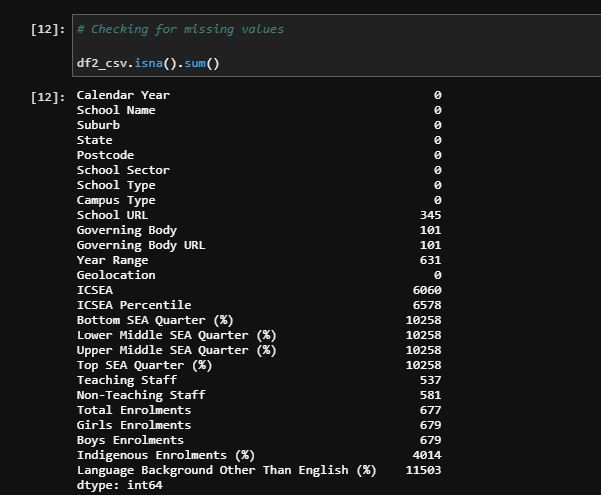 [12]: # Checking for missing values
df2_csv.isna().sum()
[12]: Calendar Year 0
School Name 0
Suburb 0
State 0
Postcode 0
School Sector 0
School Type 0
Campus Type 0
School URL 345
Governing Body 101
Governing Body URL 101
Year Range 631
Geolocation 0
ICSEA 6060
ICSEA Percentile 6578
Bottom SEA Quarter (%) 10258
Lower Middle SEA Quarter (%) 10258
Upper Middle SEA Quarter (%) 10258
Top SEA Quarter (%) 10258
Teaching Staff 537
Non-Teaching Staff 581
Total Enrolments 677
Girls Enrolments 679
Boys Enrolments 679
Indigenous Enrolments (%) 4014
Language Background Other Than English (%) 11503
dtype: int64